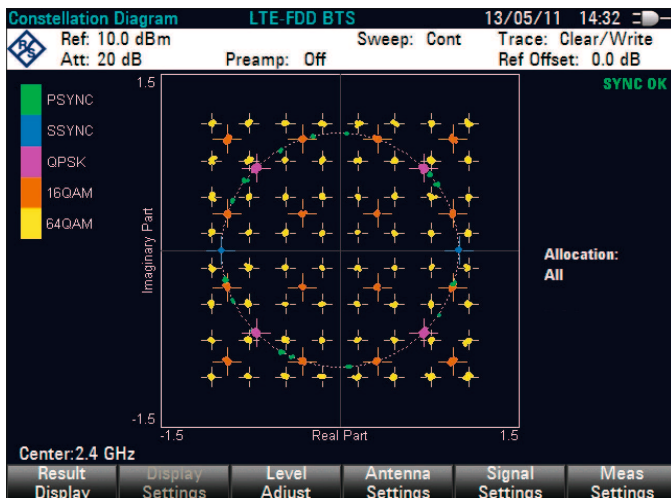 Constellation Diagram LTE-FDD BTS 13/05/11 14:32
R&S Ref: 10.0 dBm Sweep: Cont Trace: Clear/Write
Att: 20 dB Preamp: Off Ref Offset: 0.0 dB
SYNC OK
1.5
PSYNC
SSYNC
QPSK
16QAM
64QAM
Imaginary Part
Allocation:
All
-1.5
-1.5 Real Part 1.5
Center:2.4 GHz
Result Display Level Antenna Signal Meas
Display Settings Adjust Settings Settings Settings